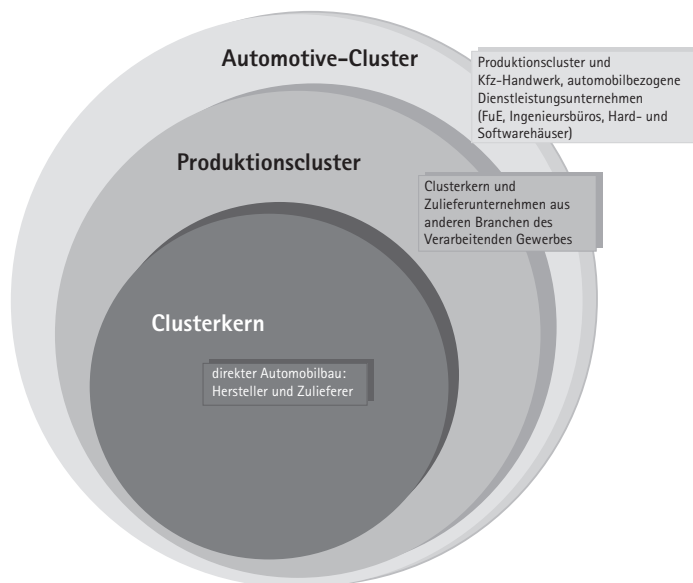 Automotive-Cluster
Produktionscluster und
Kfz-Handwerk, automobilbezogene
Dienstleistungsunternehmen
(FuE, Ingenieursbüros, Hard- und
Softwarehäuser)
Produktionscluster
Clusterkern und
Zulieferunternehmen aus
anderen Branchen des
Verarbeitenden Gewerbes
Clusterkern
direkter Automobilbau:
Hersteller und Zulieferer